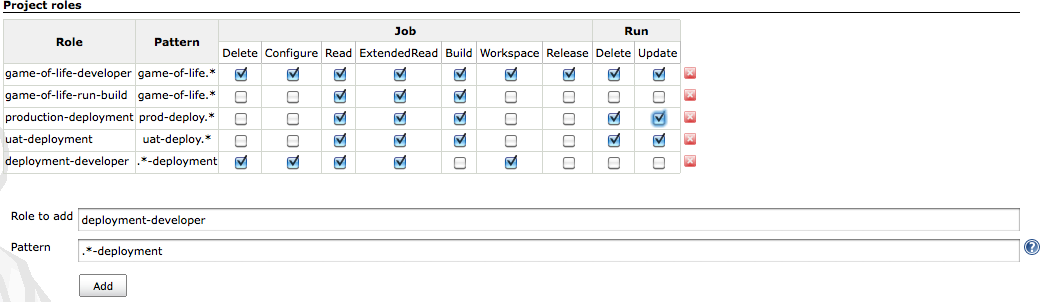 Project roles
Role Pattern Job Run
Delete Configure Read ExtendedRead Build Workspace Release Delete Update
game-of-life-developer game-of-life.*
game-of-life-run-build game-of-life.*
production-deployment prod-deploy.*
uat-deployment uat-deploy.*
deployment-developer .*-deployment
Role to add deployment-developer
Pattern .*-deployment
Add